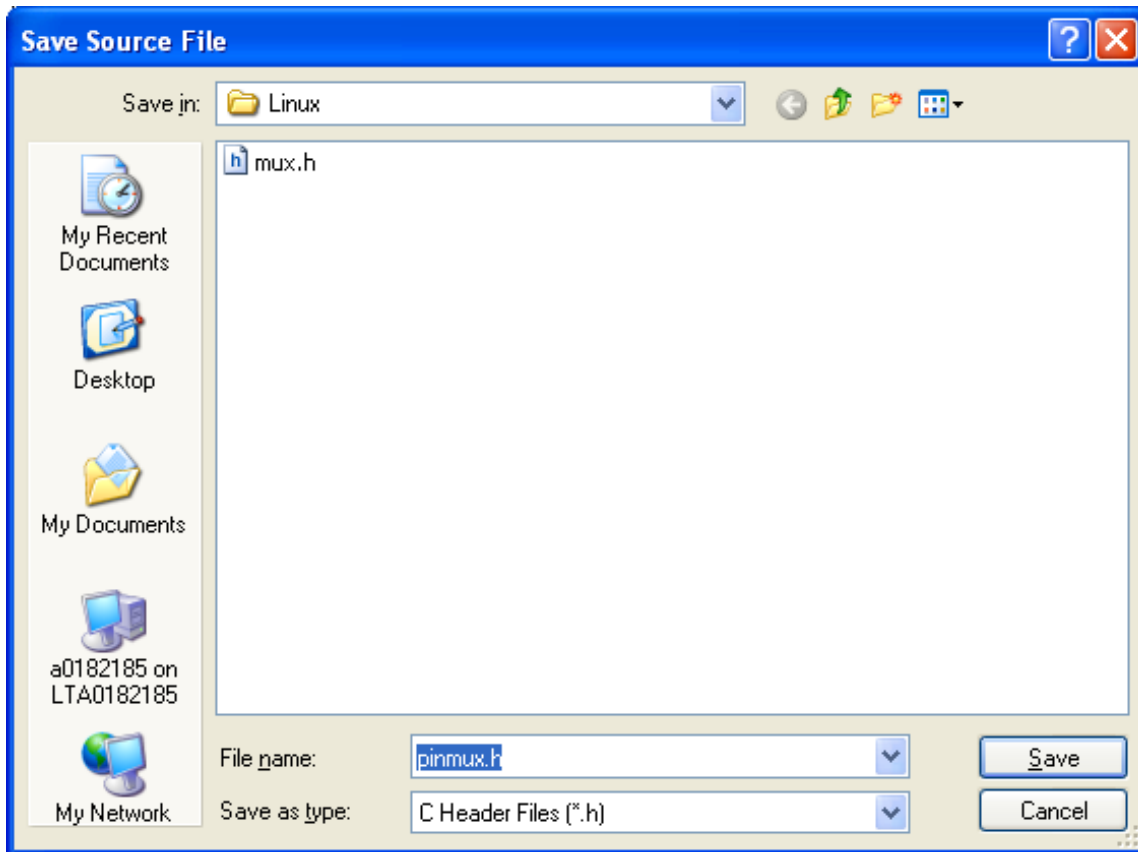 Save Source File
Save in: Linux
mux.h
My Recent
Documents
Desktop
My Documents
a0182185 on
LTA0182185
My Network
File name: pinmux.h Save
Save as type: C Header Files (*.h) Cancel